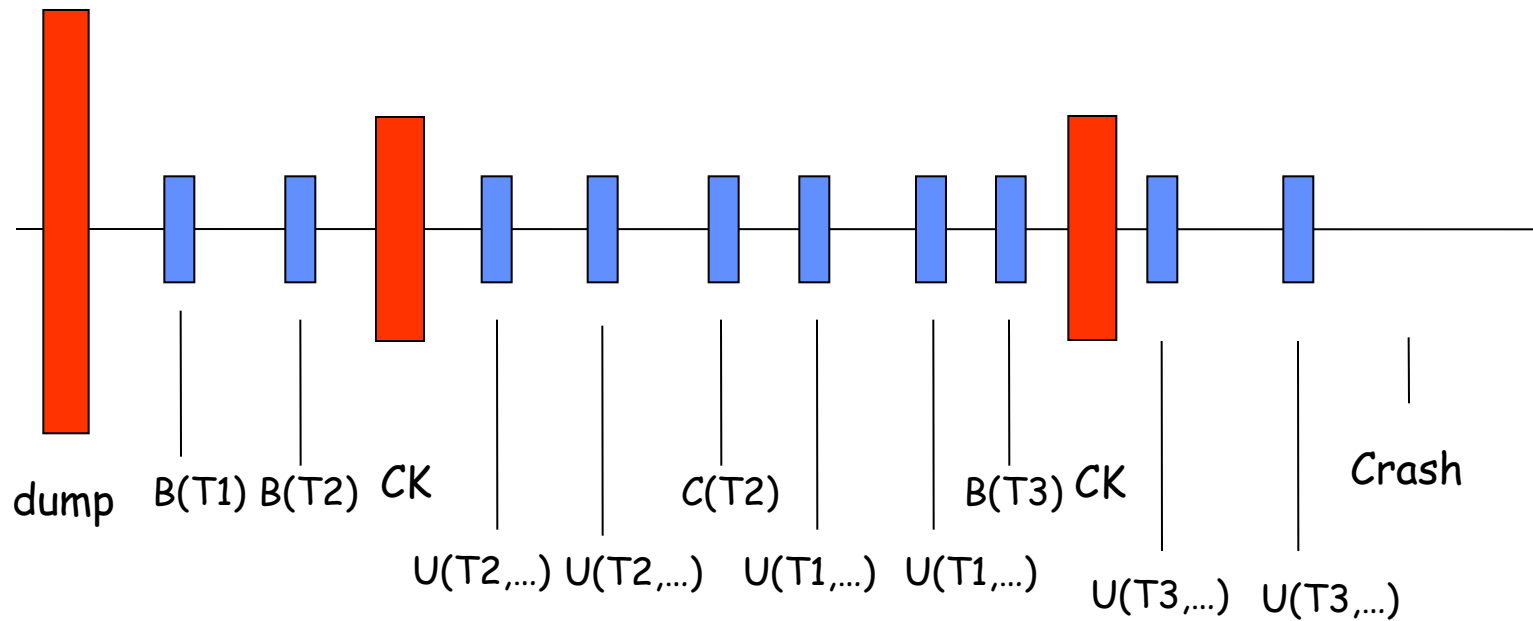 dump B(T1) B(T2) CK C(T2) B(T3) CK Crash
U(T2,...) U(T2,...) U(T1,...) U(T1,...) U(T3,...) U(T3,...)